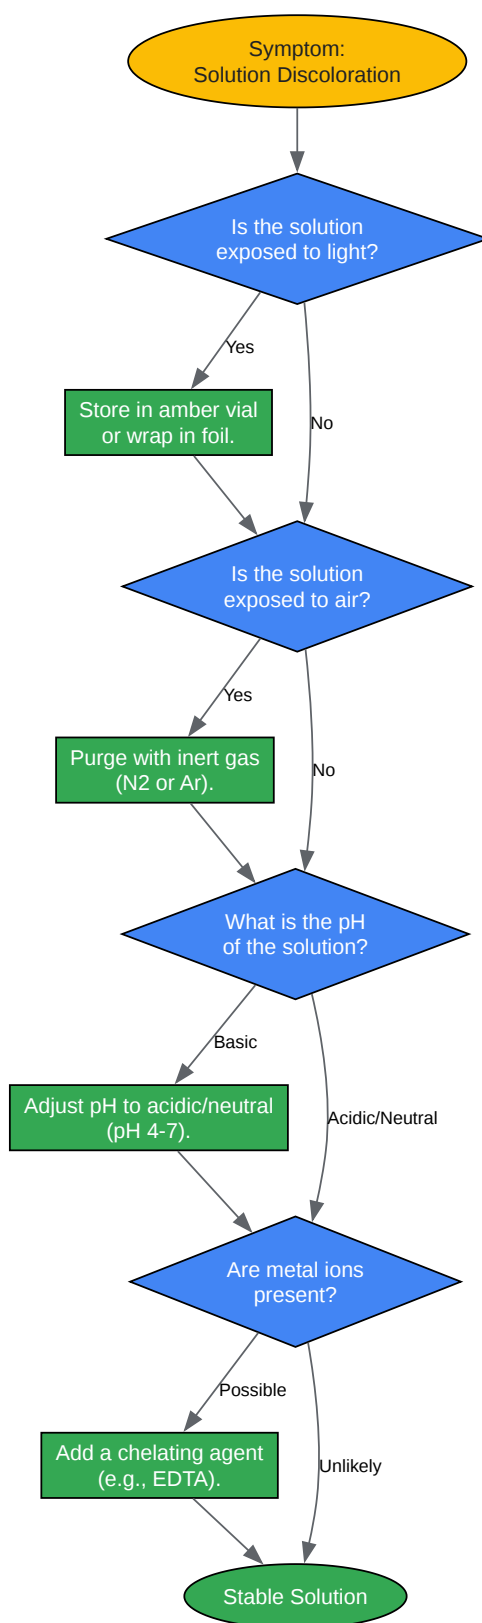 Symptom:
Solution Discoloration
Is the solution
exposed to light?
Yes
Store in amber vial
or wrap in foil.
No
Is the solution
exposed to air?
Yes
Purge with inert gas
(N2 or Ar).
No
What is the pH
of the solution?
Basic
Adjust pH to acidic/neutral
(pH 4-7).
Acidic/Neutral
Are metal ions
present?
Possible
Add a chelating agent
(e.g., EDTA).
Unlikely
Stable Solution